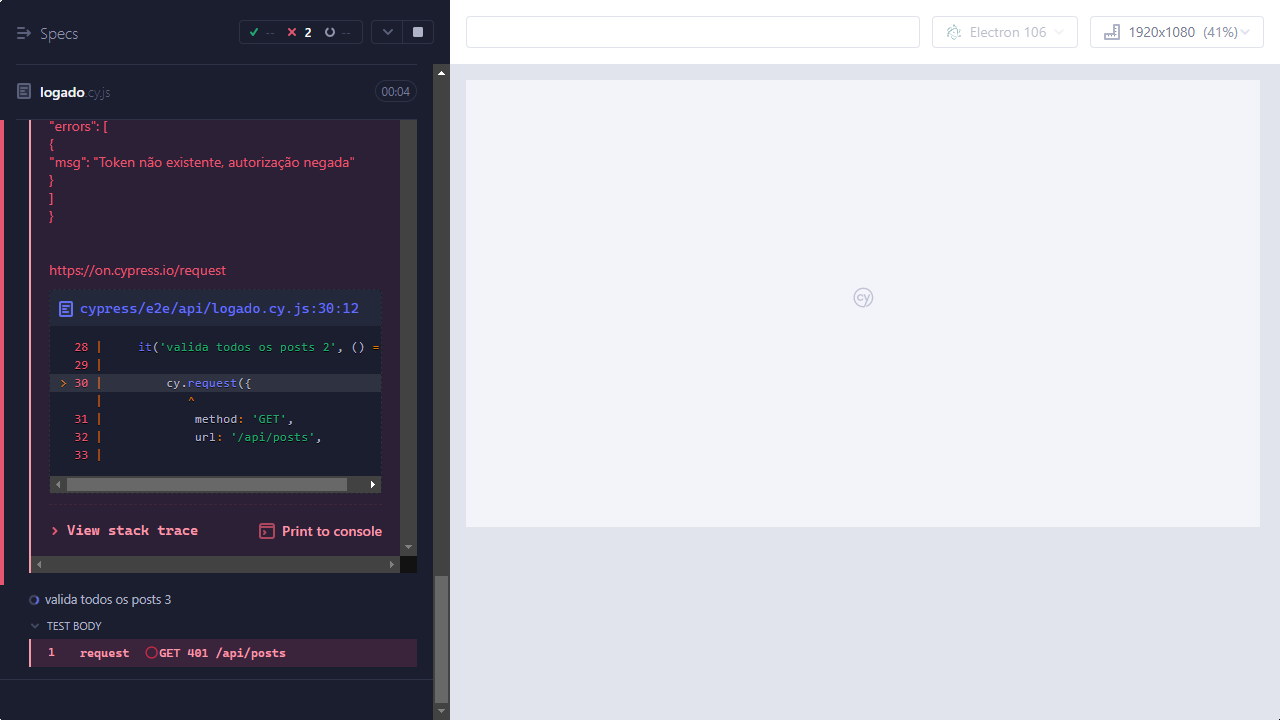 Specs
-- 2 --
Electron 106
1920x1080 (41%)
logado.cy.js
00:04
"errors": [
{
"msg": "Token não existente, autorização negada"
}
]
}
https://on.cypress.io/request
cypress/e2e/api/logado.cy.js:30:12
28 | it('valida todos os posts 2', () =
29 |
> 30 | cy.request({
| ^
31 | method: 'GET',
32 | url: '/api/posts',
33 |
> View stack trace
Print to console
valida todos os posts 3
TEST BODY
1 request GET 401 /api/posts
cy